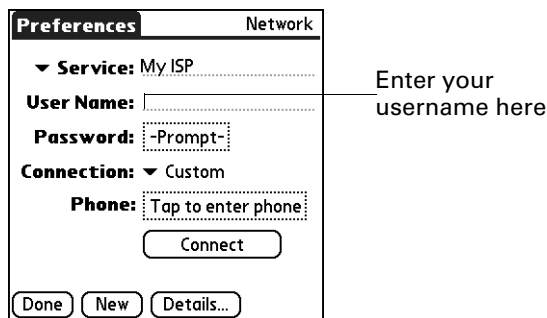 Preferences Network
Service: My ISP
User Name:
Password: -Prompt-
Connection: Custom
Phone: Tap to enter phone
Connect
Done New Details...
Enter your
username here